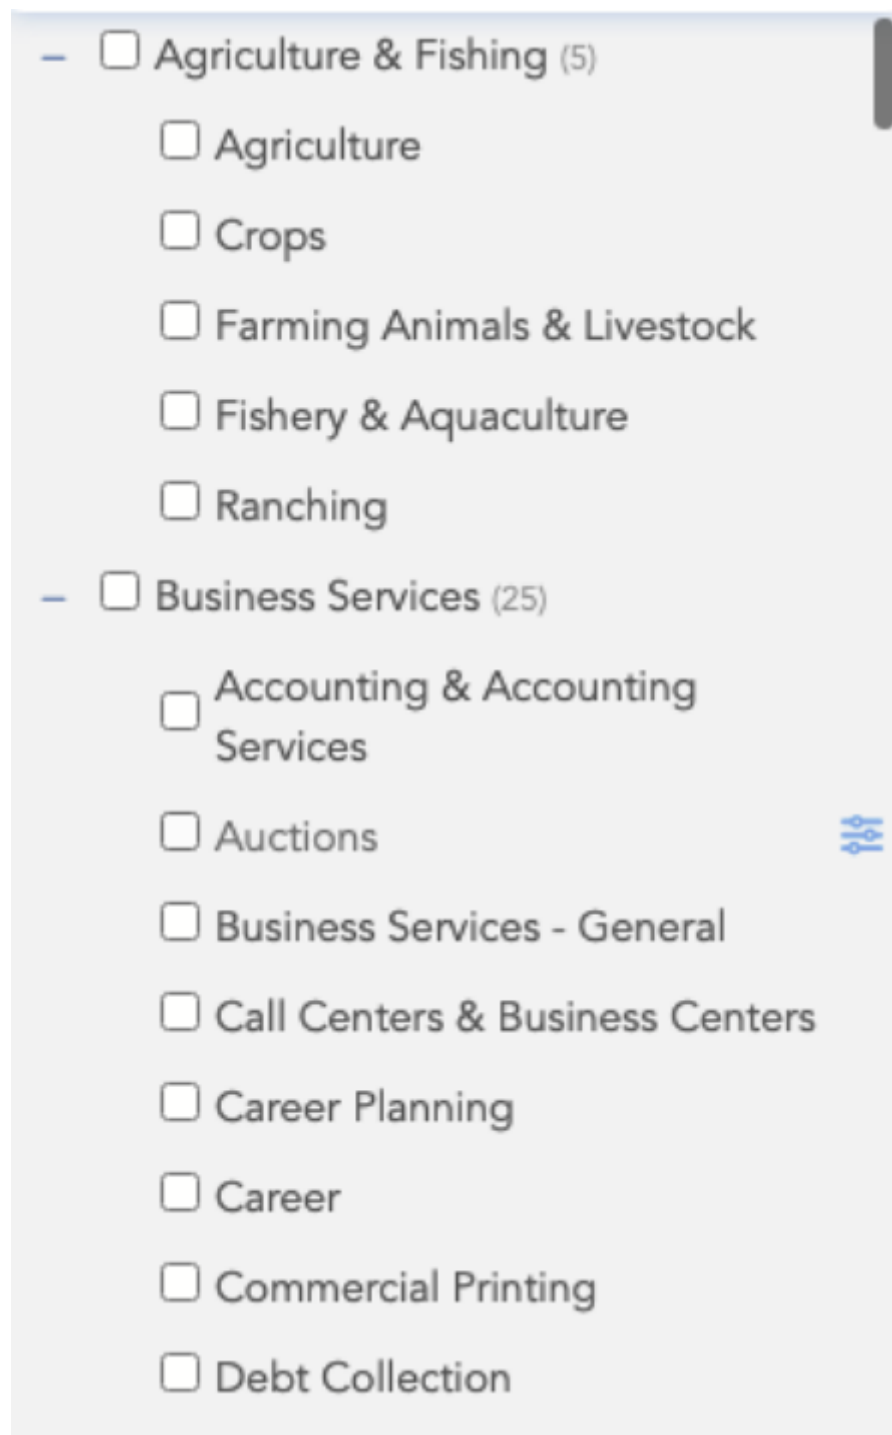 Agriculture & Fishing (5)
Agriculture
Crops
Farming Animals & Livestock
Fishery & Aquaculture
Ranching
Business Services (25)
Accounting & Accounting
Services
Auctions
Business Services - General
Call Centers & Business Centers
Career Planning
Career
Commercial Printing
Debt Collection